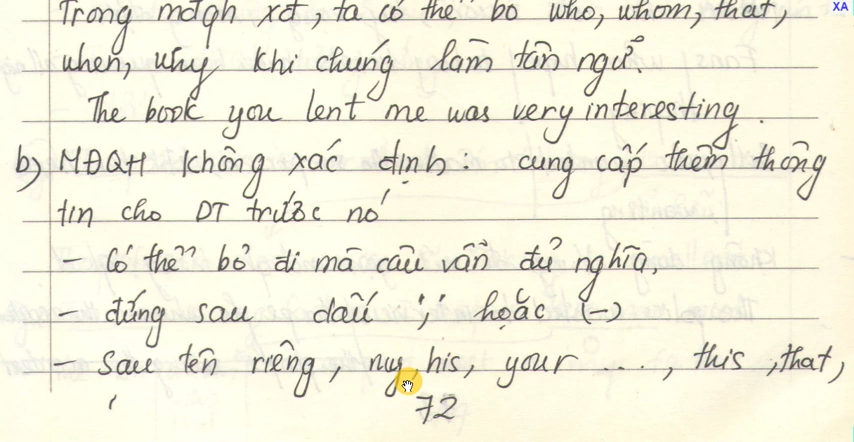 XA
Trong mđqh xđ, ta có thể bỏ who, whom, that,
when, why khi chúng làm tân ngữ.
The book you lent me was very interesting.
b) MĐQH không xác định: cung cấp thêm thông
tin cho DT trước nó
- Có thể bỏ đi mà câu vẫn đủ nghĩa.
- đứng sau dấu ',' hoặc (-)
- Sau tên riêng, my, his, your ..., this, that,
72